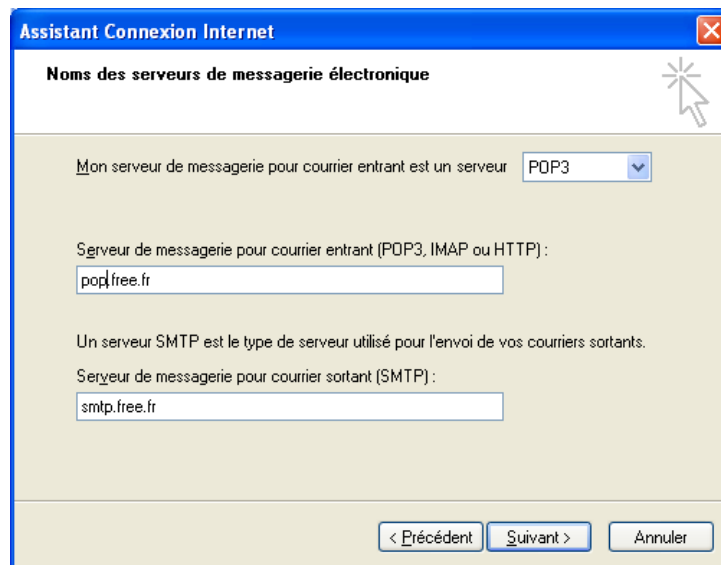 Assistant Connexion Internet
Noms des serveurs de messagerie électronique
Mon serveur de messagerie pour courrier entrant est un serveur POP3
Serveur de messagerie pour courrier entrant (POP3, IMAP ou HTTP) :
pop.free.fr
Un serveur SMTP est le type de serveur utilisé pour l'envoi de vos courriers sortants.
Serveur de messagerie pour courrier sortant (SMTP) :
smtp.free.fr
< Précédent Suivant > Annuler